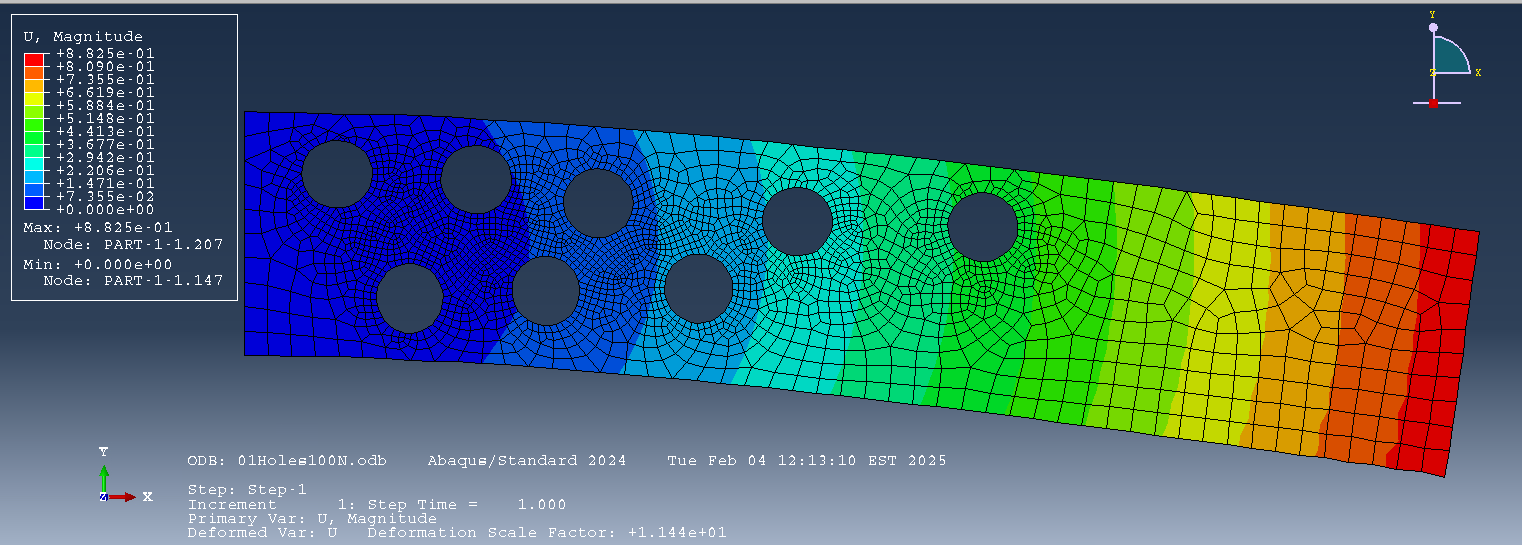 U, Magnitude
+8.825e-01
+8.090e-01
+7.355e-01
+6.619e-01
+5.884e-01
+5.148e-01
+4.413e-01
+3.677e-01
+2.942e-01
+2.206e-01
+1.471e-01
+7.355e-02
+0.000e+00
Max: +8.825e-01
Node: PART-1-1.207
Min: +0.000e+00
Node: PART-1-1.147
Y
Z
X
Y
Z
X
ODB: 01Holes100N.odb    Abaqus/Standard 2024    Tue Feb 04 12:13:10 EST 2025
Step: Step-1
Increment      1: Step Time =    1.000
Primary Var: U, Magnitude
Deformed Var: U   Deformation Scale Factor: +1.144e+01